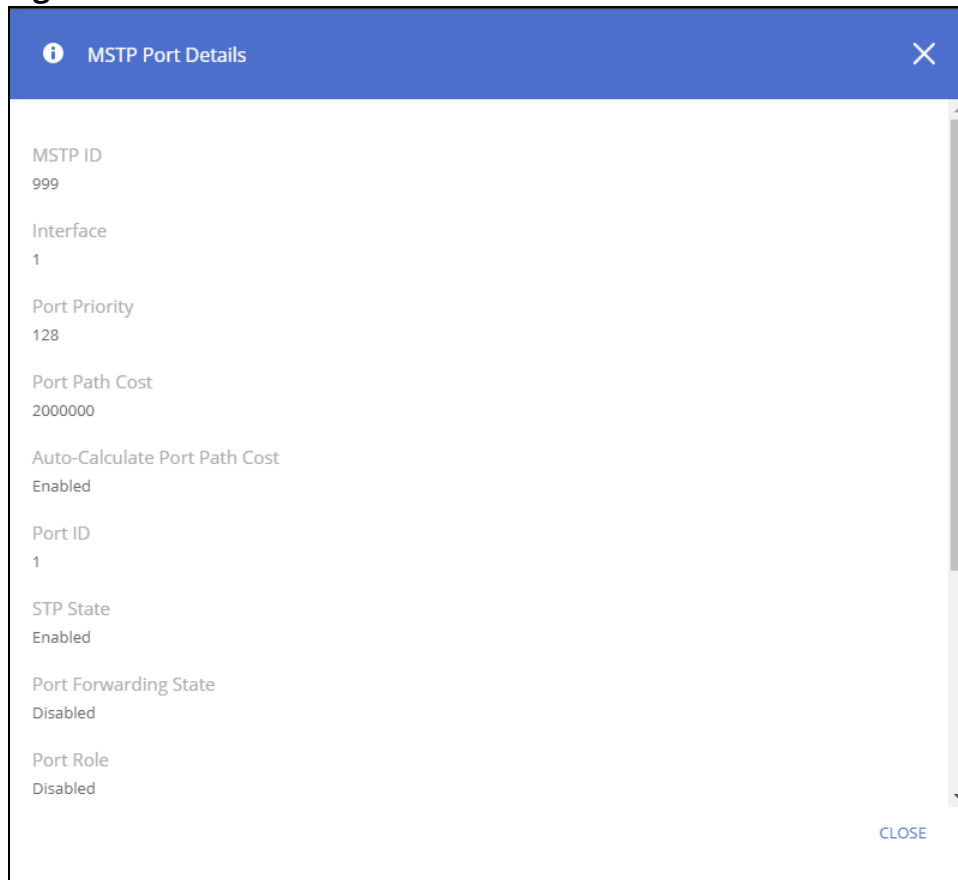 MSTP Port Details
MSTP ID
999
Interface
1
Port Priority
128
Port Path Cost
2000000
Auto-Calculate Port Path Cost
Enabled
Port ID
1
STP State
Enabled
Port Forwarding State
Disabled
Port Role
Disabled
CLOSE